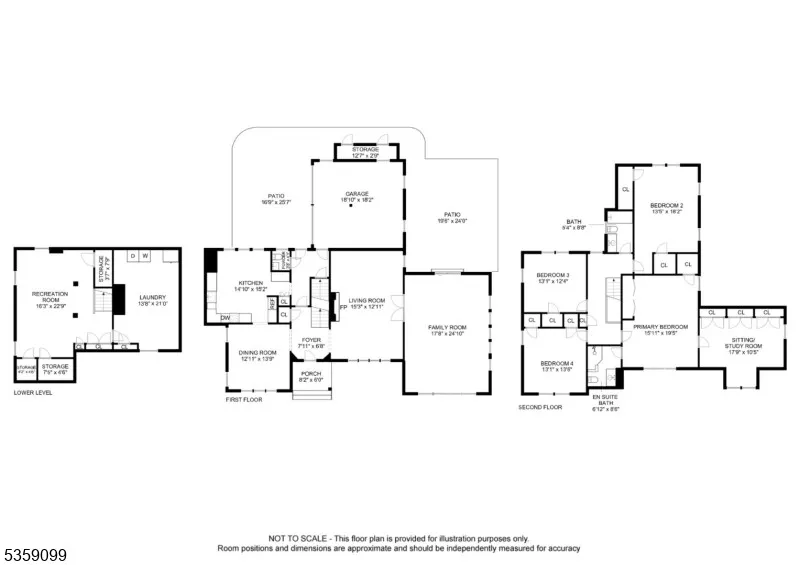 RECREATION
ROOM
16'3" x 22'9"
STORAGE
3'7" x 7'9"
D W
LAUNDRY
13'8" x 21'0"
CL CL CL
STORAGE
STORAGE
7'5" x 4'6"
LOWER LEVEL
STORAGE
12'7" x 2'9"
PATIO
16'9" x 25'7"
GARAGE
18'10" x 18'2"
PATIO
19'6" x 24'0"
KITCHEN
14'10" x 15'2"
POWDER
REF
CL
CL
DW
LIVING ROOM
15'7" x 12'11"
FP
FAMILY ROOM
17'8" x 24'10"
DINING ROOM
12'11" x 13'9"
FOYER
7'11" x 6'8"
PORCH
8'2" x 6'0"
FIRST FLOOR
CL
BEDROOM 2
13'5" x 18'2"
BATH
5'4" x 8'8"
CL CL
BEDROOM 3
13'1" x 12'4"
CL CL CL CL
PRIMARY BEDROOM
15'11" x 19'5"
CL CL CL
SITTING/
STUDY ROOM
17'9" x 10'5"
BEDROOM 4
13'1" x 13'8"
EN SUITE
BATH
6'12" x 8'6"
SECOND FLOOR
NOT TO SCALE - This floor plan is provided for illustration purposes only.
Room positions and dimensions are approximate and should be independently measured for accuracy
5359099